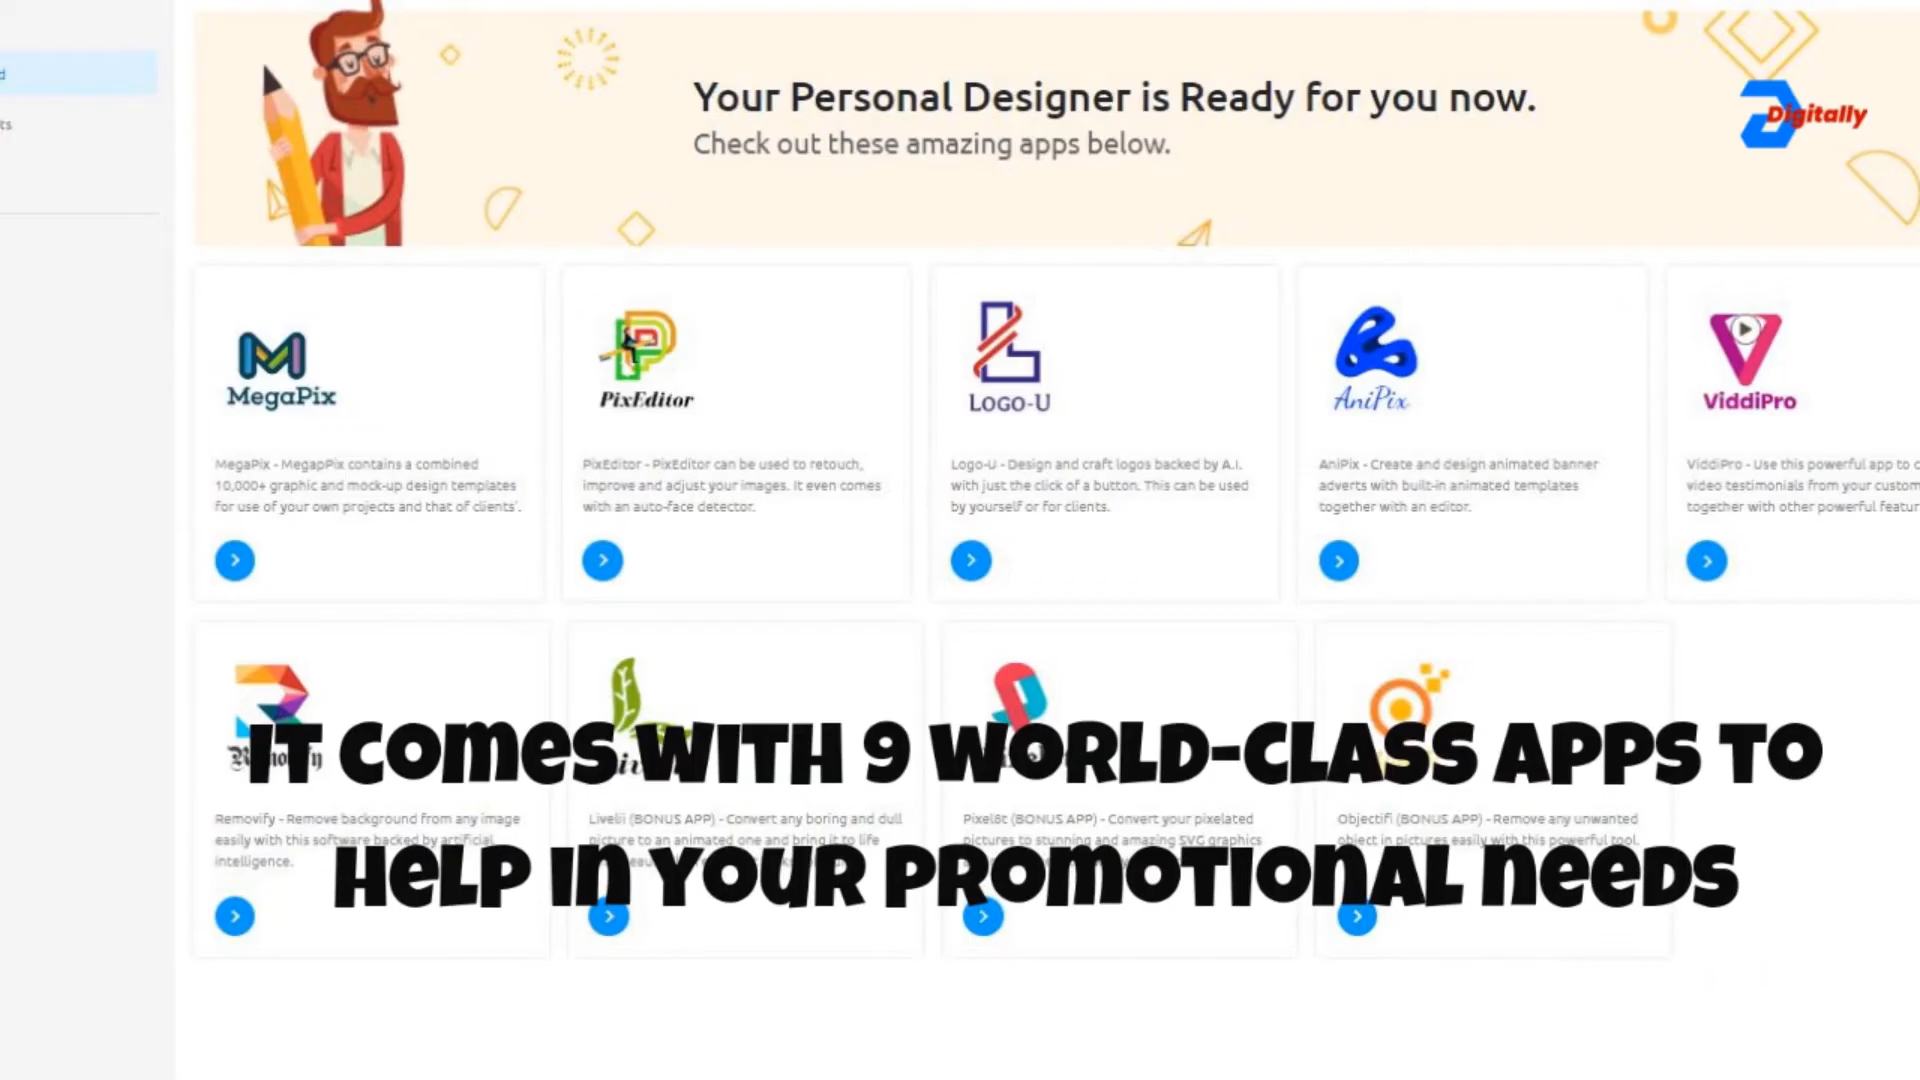 d
ts
Your Personal Designer is Ready for you now.
Check out these amazing apps below.
Digitally
MegaPix
PixEditor
LOGO-U
AniPix
ViddiPro
MegaPix - MegapPix contains a combined
10,000+ graphic and mock-up design templates
for use of your own projects and that of clients'.
PixEditor - PixEditor can be used to retouch,
improve and adjust your images. It even comes
with an auto-face detector.
Logo-U - Design and craft logos backed by A.I.
with just the click of a button. This can be used
by yourself or for clients.
AniPix - Create and design animated banner
adverts with built-in animated templates
together with an editor.
ViddiPro - Use this powerful app to c
video testimonials from your custom
together with other powerful featur
IT COMES WITH 9 WORLD-CLASS APPS TO
HELP IN YOUR PROMOTIONAL NEEDS
Removify - Remove background from any image
easily with this software backed by artificial
intelligence.
Livelii (BONUS APP) - Convert any boring and dull
picture to an animated one and bring it to life
Pixel8t (BONUS APP) - Convert your pixelated
pictures to stunning and amazing SVG graphics
Objectifi (BONUS APP) - Remove any unwanted
object in pictures easily with this powerful tool.